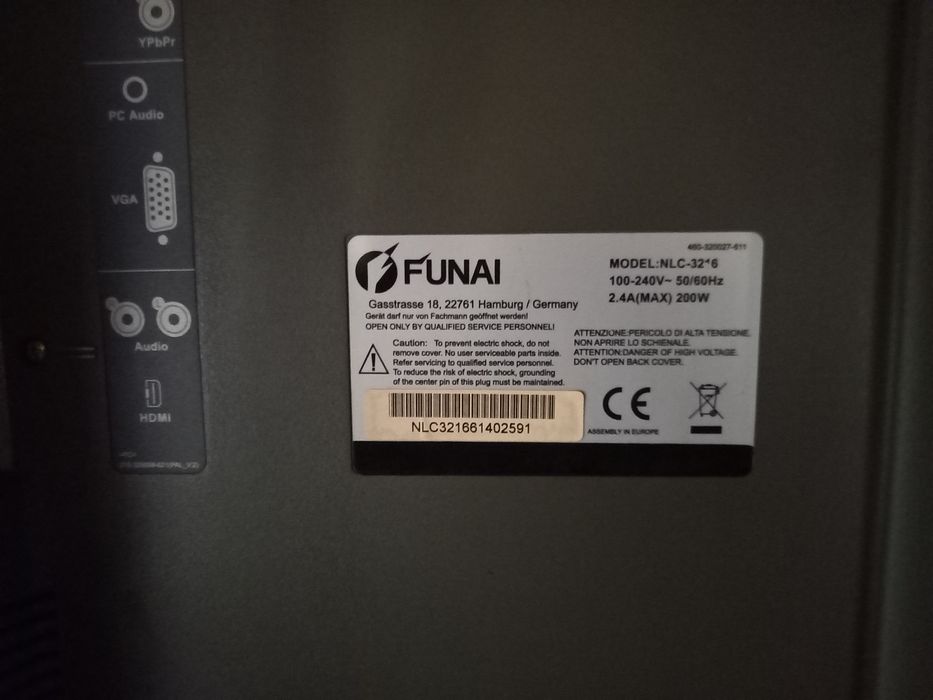 YPbPr
PC Audio
VGA
Audio
HDMI
FUNAI
Gasstrasse 18, 22761 Hamburg / Germany
Gerät darf nur von Fachmann geöffnet werden!
OPEN ONLY BY QUALIFIED SERVICE PERSONNEL!
Caution: To prevent electric shock, do not
remove cover. No user serviceable parts inside.
Refer servicing to qualified service personnel.
To reduce the risk of electric shock, grounding
of the center pin of this plug must be maintained.
NLC321661402591
460-320027-611
MODEL:NLC-3216
100-240V~ 50/60Hz
2.4A(MAX) 200W
ATTENZIONE:PERICOLO DI ALTA TENSIONE.
NON APRIRE LO SCHIENALE.
ATTENTION:DANGER OF HIGH VOLTAGE.
DON'T OPEN BACK COVER.
CE
ASSEMBLY IN EUROPE